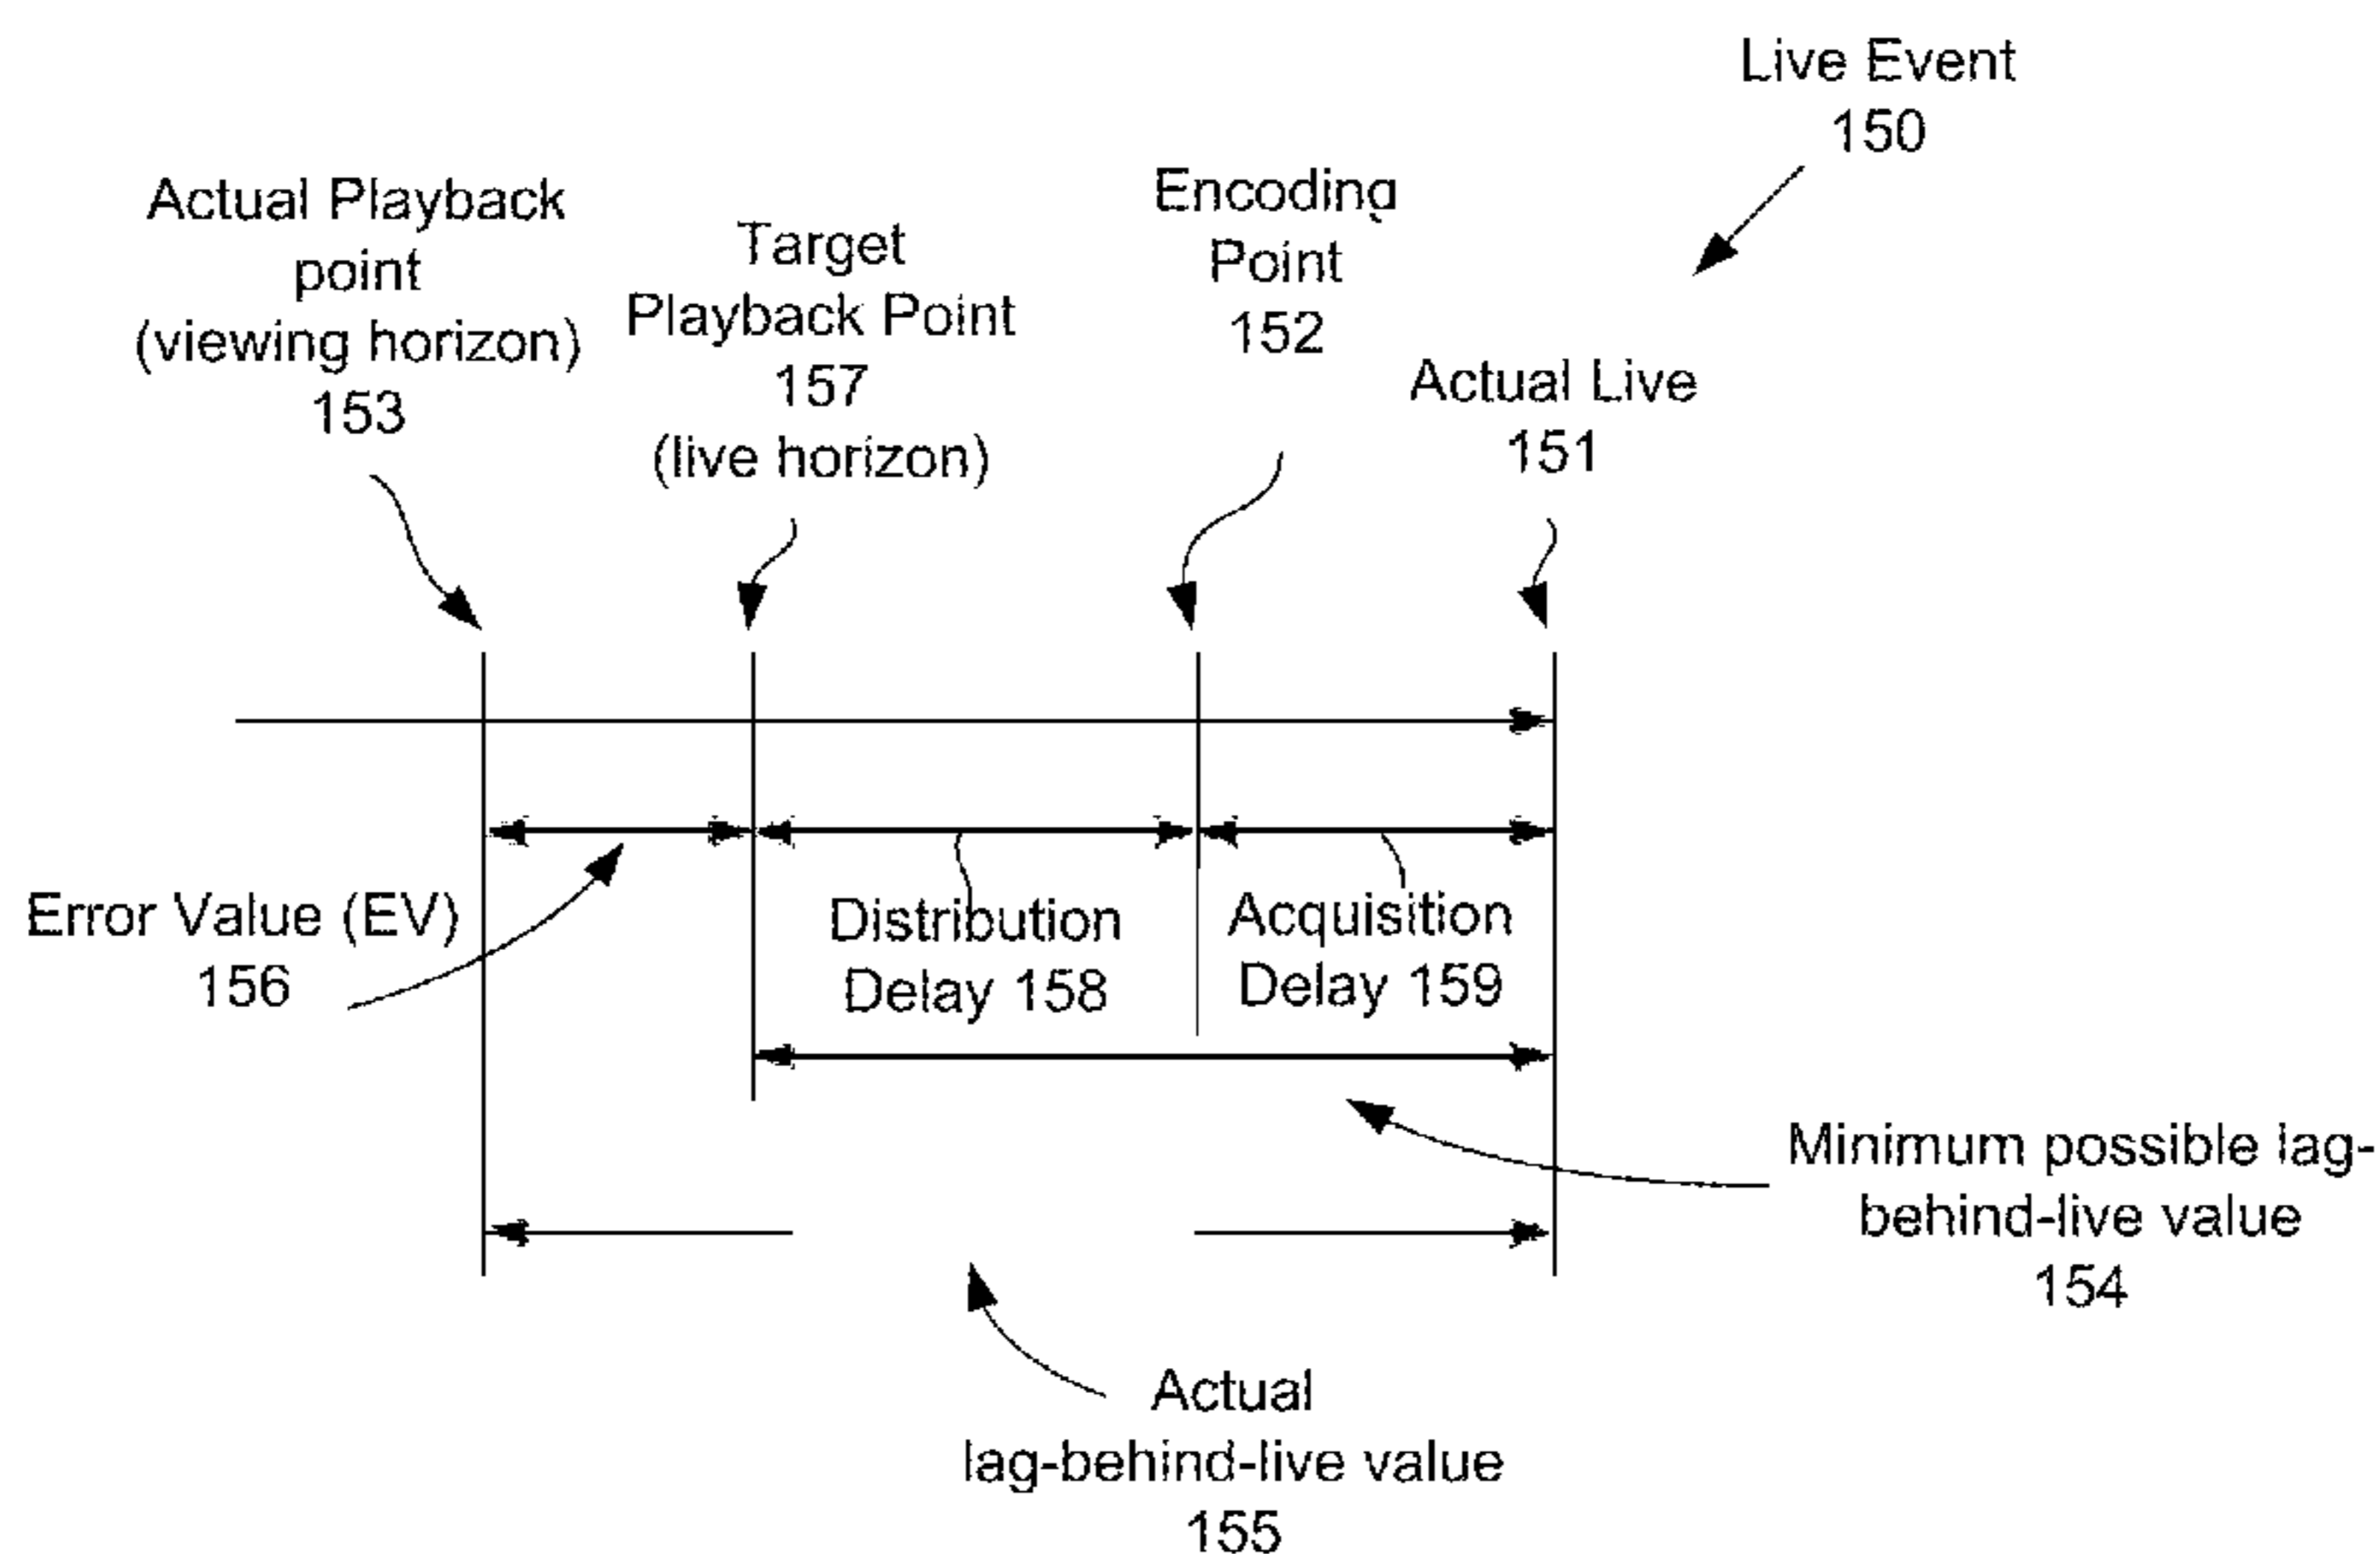 Live Event
150
Actual Playback
point
(viewing horizon)
153
Target
Playback Point
157
(live horizon)
Encoding
Point
152
Actual Live
151
Error Value (EV)
156
Distribution
Delay 158
Acquisition
Delay 159
Minimum possible lag-
behind-live value
154
Actual
lag-behind-live value
155